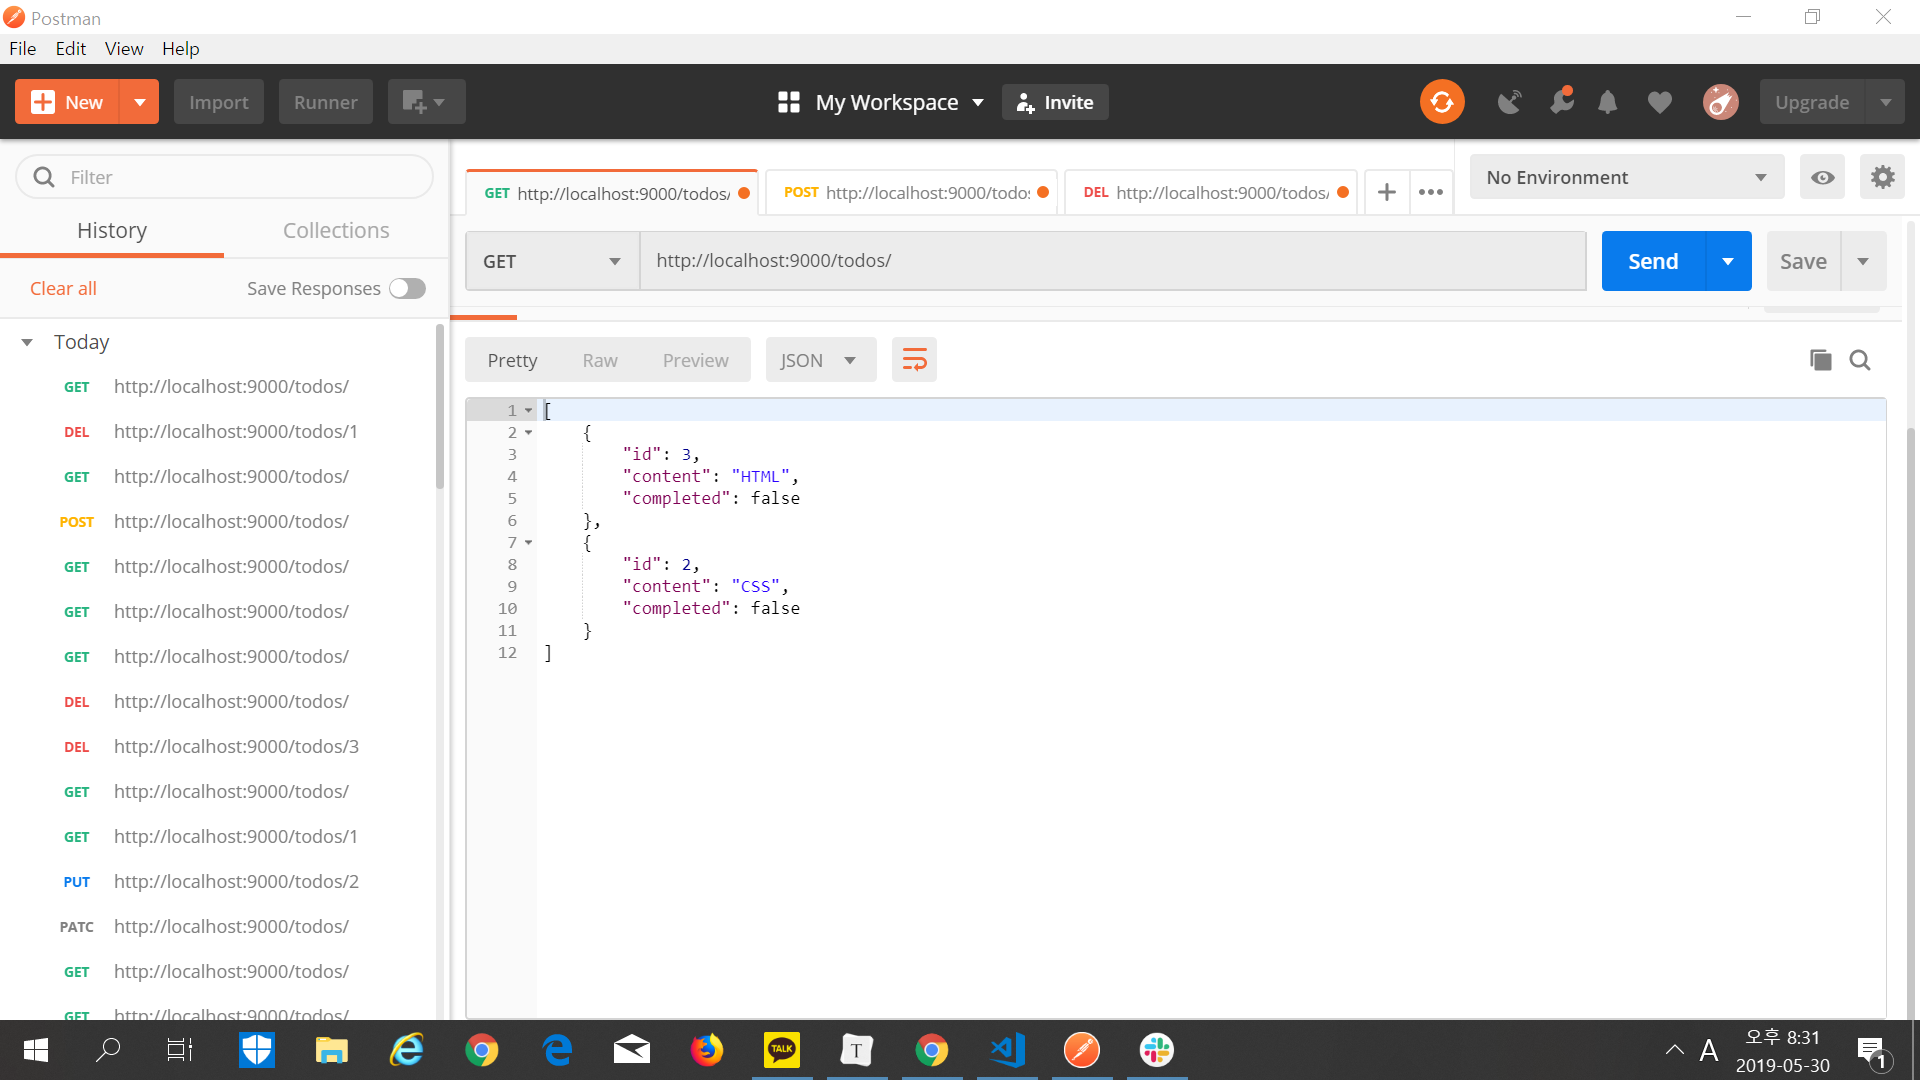 Postman
File Edit View Help
New Import Runner My Workspace Invite Upgrade
Filter
History Collections
Clear all Save Responses
Today
GET http://localhost:9000/todos/
DEL http://localhost:9000/todos/1
GET http://localhost:9000/todos/
POST http://localhost:9000/todos/
GET http://localhost:9000/todos/
GET http://localhost:9000/todos/
GET http://localhost:9000/todos/
DEL http://localhost:9000/todos/
DEL http://localhost:9000/todos/3
GET http://localhost:9000/todos/
GET http://localhost:9000/todos/1
PUT http://localhost:9000/todos/2
PATC http://localhost:9000/todos/
GET http://localhost:9000/todos/
GET http://localhost:9000/todos/
GET http://localhost:9000/todos/ POST http://localhost:9000/todo: DEL http://localhost:9000/todos/ No Environment
GET http://localhost:9000/todos/ Send Save
Pretty Raw Preview JSON
1 [
2 {
3 "id": 3,
4 "content": "HTML",
5 "completed": false
6 },
7 {
8 "id": 2,
9 "content": "CSS",
10 "completed": false
11 }
12 ]
TALK T A 오후 8:31
2019-05-30 1